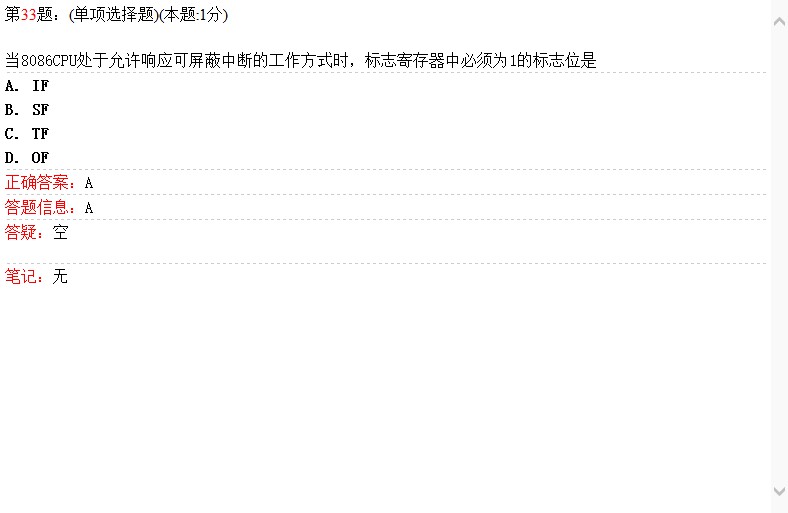 第33题: (单项选择题)(本题:1分)
当8086CPU处于允许响应可屏蔽中断的工作方式时，标志寄存器中必须为1的标志位是
A. IF
B. SF
C. TF
D. OF
正确答案：A
答题信息：A
答疑：空
笔记：无